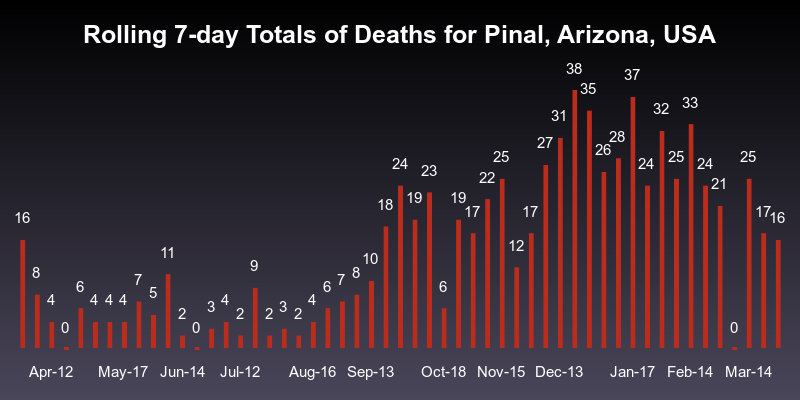 Rolling 7-day Totals of Deaths for Pinal, Arizona, USA
16 8 4 0 6 4 4 4 7 5 11 2 0 3 4 2 9 2 3 2 4 6 7 8 10 18 24 19 23 6 19 17 22 25 12 17 27 31 38 35 26 28 37 24 32 25 33 24 21 0 25 17 16
Apr-12 May-17 Jun-14 Jul-12 Aug-16 Sep-13 Oct-18 Nov-15 Dec-13 Jan-17 Feb-14 Mar-14